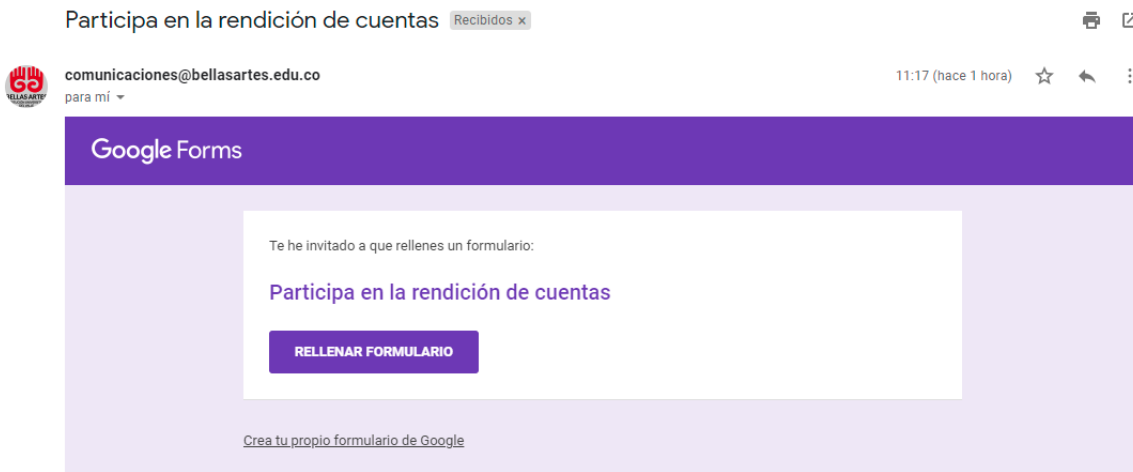 Participa en la rendición de cuentas Recibidos x
comunicaciones@bellasartes.edu.co 11:17 (hace 1 hora)
para mí
BELLAS ARTES
Google Forms
Te he invitado a que rellenes un formulario:
Participa en la rendición de cuentas
RELLENAR FORMULARIO
Crea tu propio formulario de Google